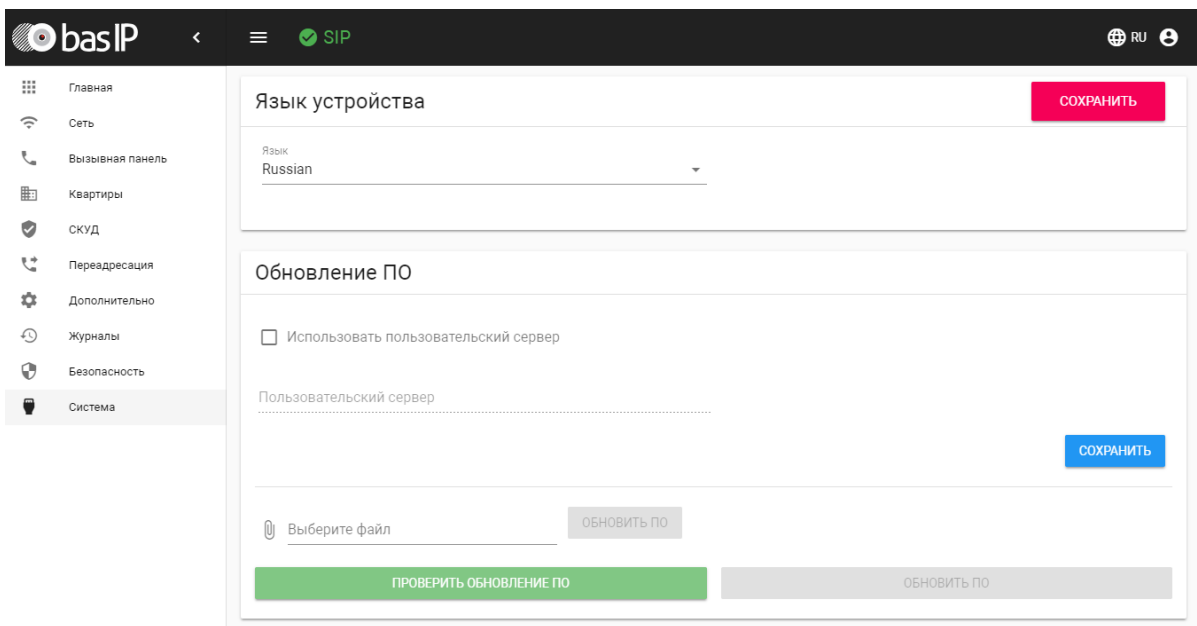 bas IP
SIP
RU
Главная
Сеть
Вызывная панель
Квартиры
СКУД
Переадресация
Дополнительно
Журналы
Безопасность
Система
Язык устройства
СОХРАНИТЬ
Язык
Russian
Обновление ПО
Использовать пользовательский сервер
Пользовательский сервер
СОХРАНИТЬ
Выберите файл
ОБНОВИТЬ ПО
ПРОВЕРИТЬ ОБНОВЛЕНИЕ ПО
ОБНОВИТЬ ПО